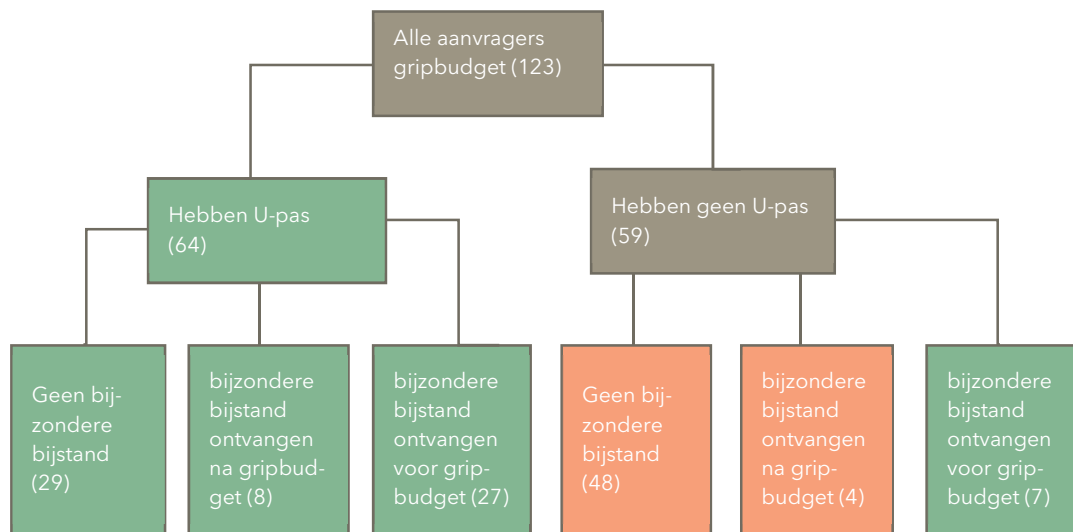 Alle aanvragers
gripbudget (123)
Hebben U-pas
(64)
Hebben geen U-pas
(59)
Geen bij-
zondere
bijstand
(29)
bijzondere
bijstand
ontvangen
na gripbud-
get (8)
bijzondere
bijstand
ontvangen
voor grip-
budget (27)
Geen bij-
zondere
bijstand
(48)
bijzondere
bijstand
ontvangen
na grip-
budget (4)
bijzondere
bijstand
ontvangen
voor grip-
budget (7)